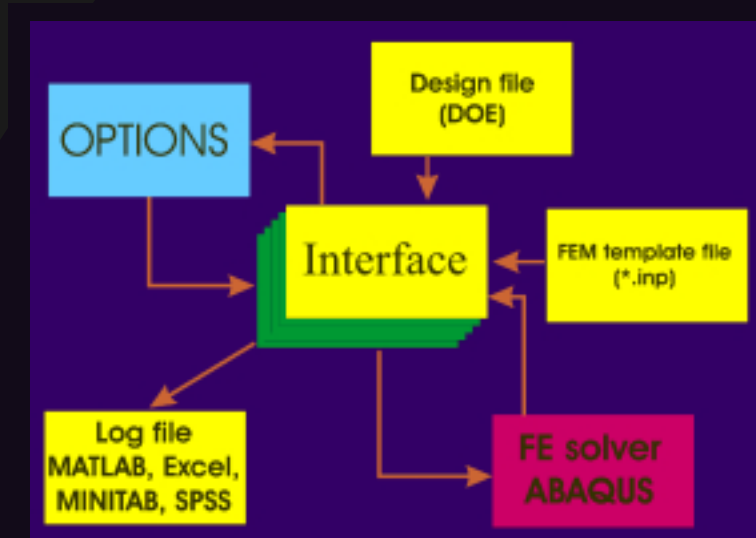 Design file
(DOE)
OPTIONS
Interface
FEM template file
(*.inp)
Log file
MATLAB, Excel,
MINITAB, SPSS
FE solver
ABAQUS